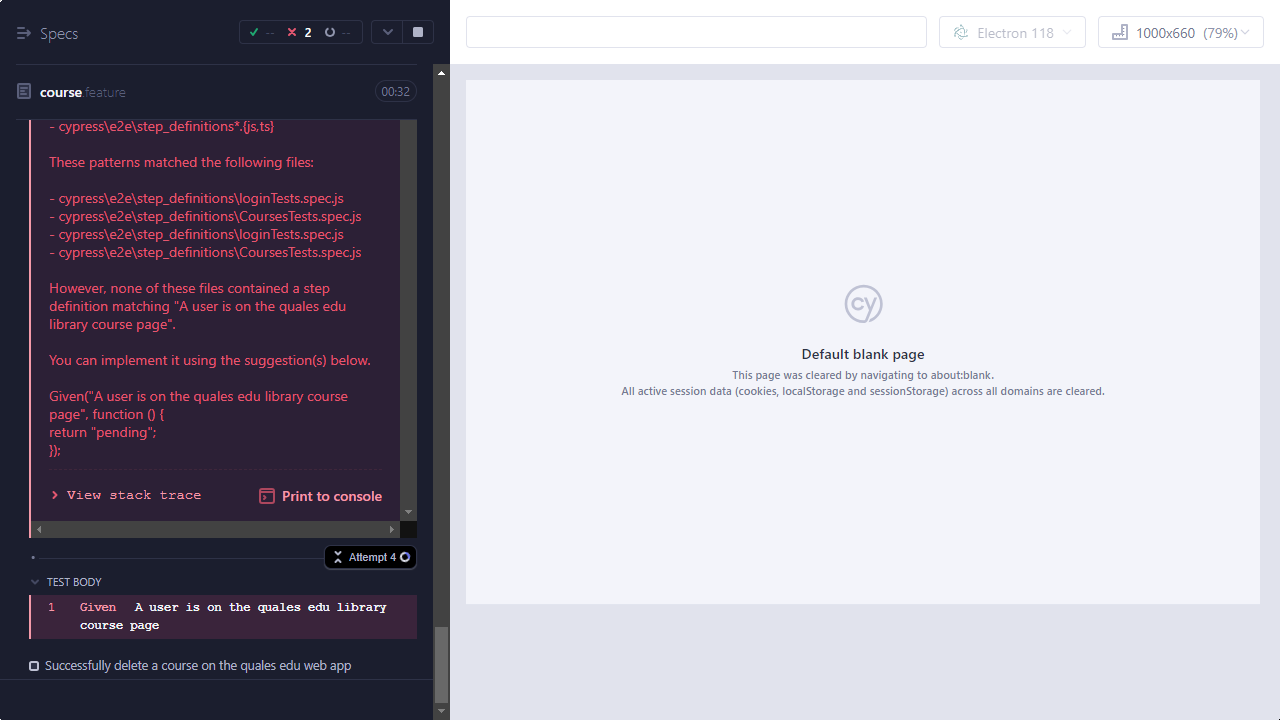 Specs
-- 2 --
Electron 118
1000x660 (79%)
course.feature
00:32
- cypress\e2e\step_definitions*.{js,ts}
These patterns matched the following files:
- cypress\e2e\step_definitions\loginTests.spec.js
- cypress\e2e\step_definitions\CoursesTests.spec.js
- cypress\e2e\step_definitions\loginTests.spec.js
- cypress\e2e\step_definitions\CoursesTests.spec.js
However, none of these files contained a step
definition matching "A user is on the quales edu
library course page".
You can implement it using the suggestion(s) below.
Given("A user is on the quales edu library course
page", function () {
return "pending";
});
View stack trace
Print to console
Attempt 4
TEST BODY
1 Given A user is on the quales edu library
course page
Successfully delete a course on the quales edu web app
cy
Default blank page
This page was cleared by navigating to about:blank.
All active session data (cookies, localStorage and sessionStorage) across all domains are cleared.